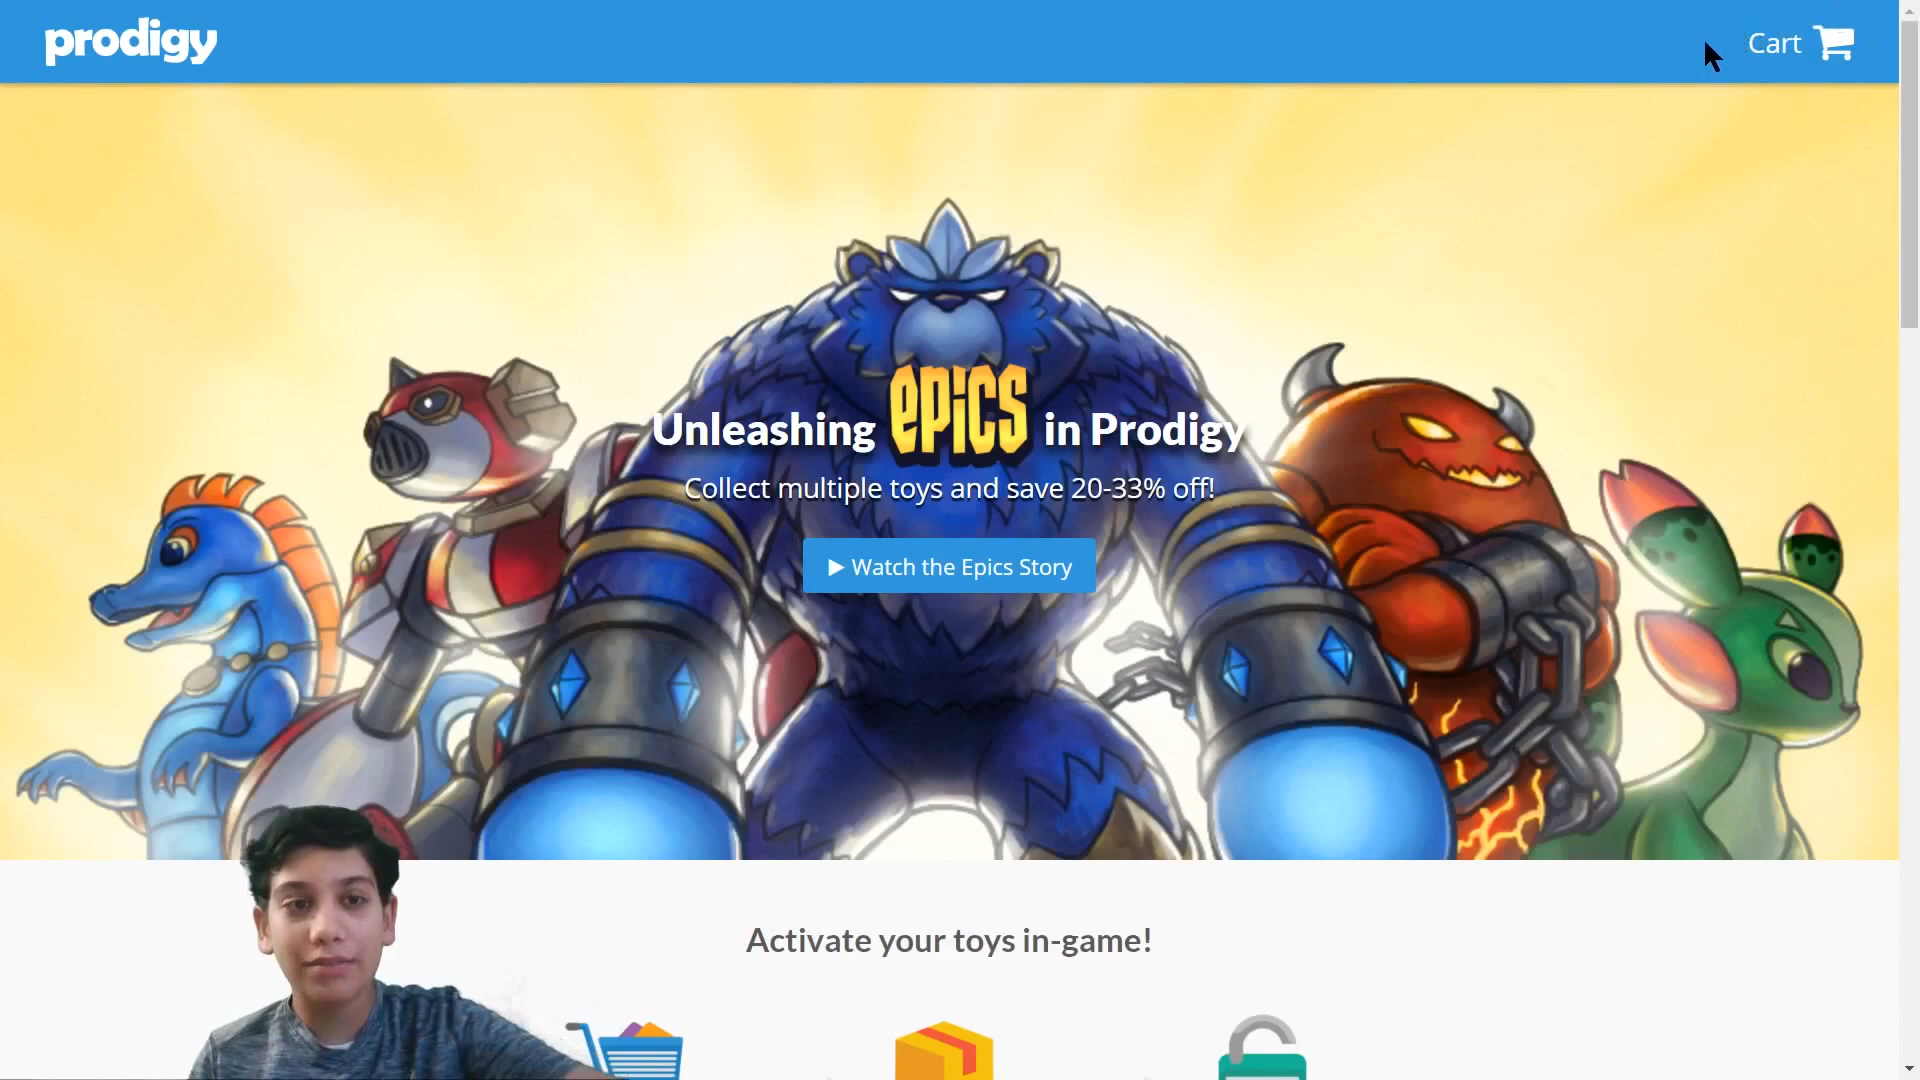 prodigy
Cart
Unleashing EPICS in Prodigy
Collect multiple toys and save 20-33% off!
Watch the Epics Story
Activate your toys in-game!